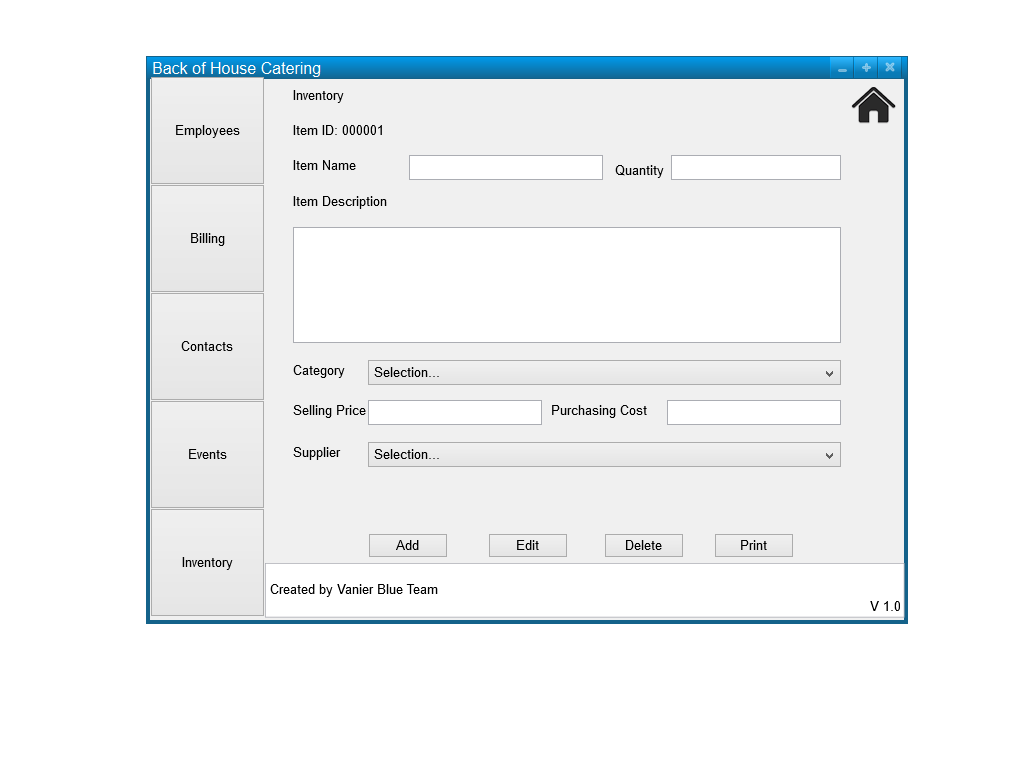 Back of House Catering
Employees
Billing
Contacts
Events
Inventory
Inventory
Item ID: 000001
Item Name
Quantity
Item Description
Category Selection...
Selling Price Purchasing Cost
Supplier Selection...
Add Edit Delete Print
Created by Vanier Blue Team
V 1.0